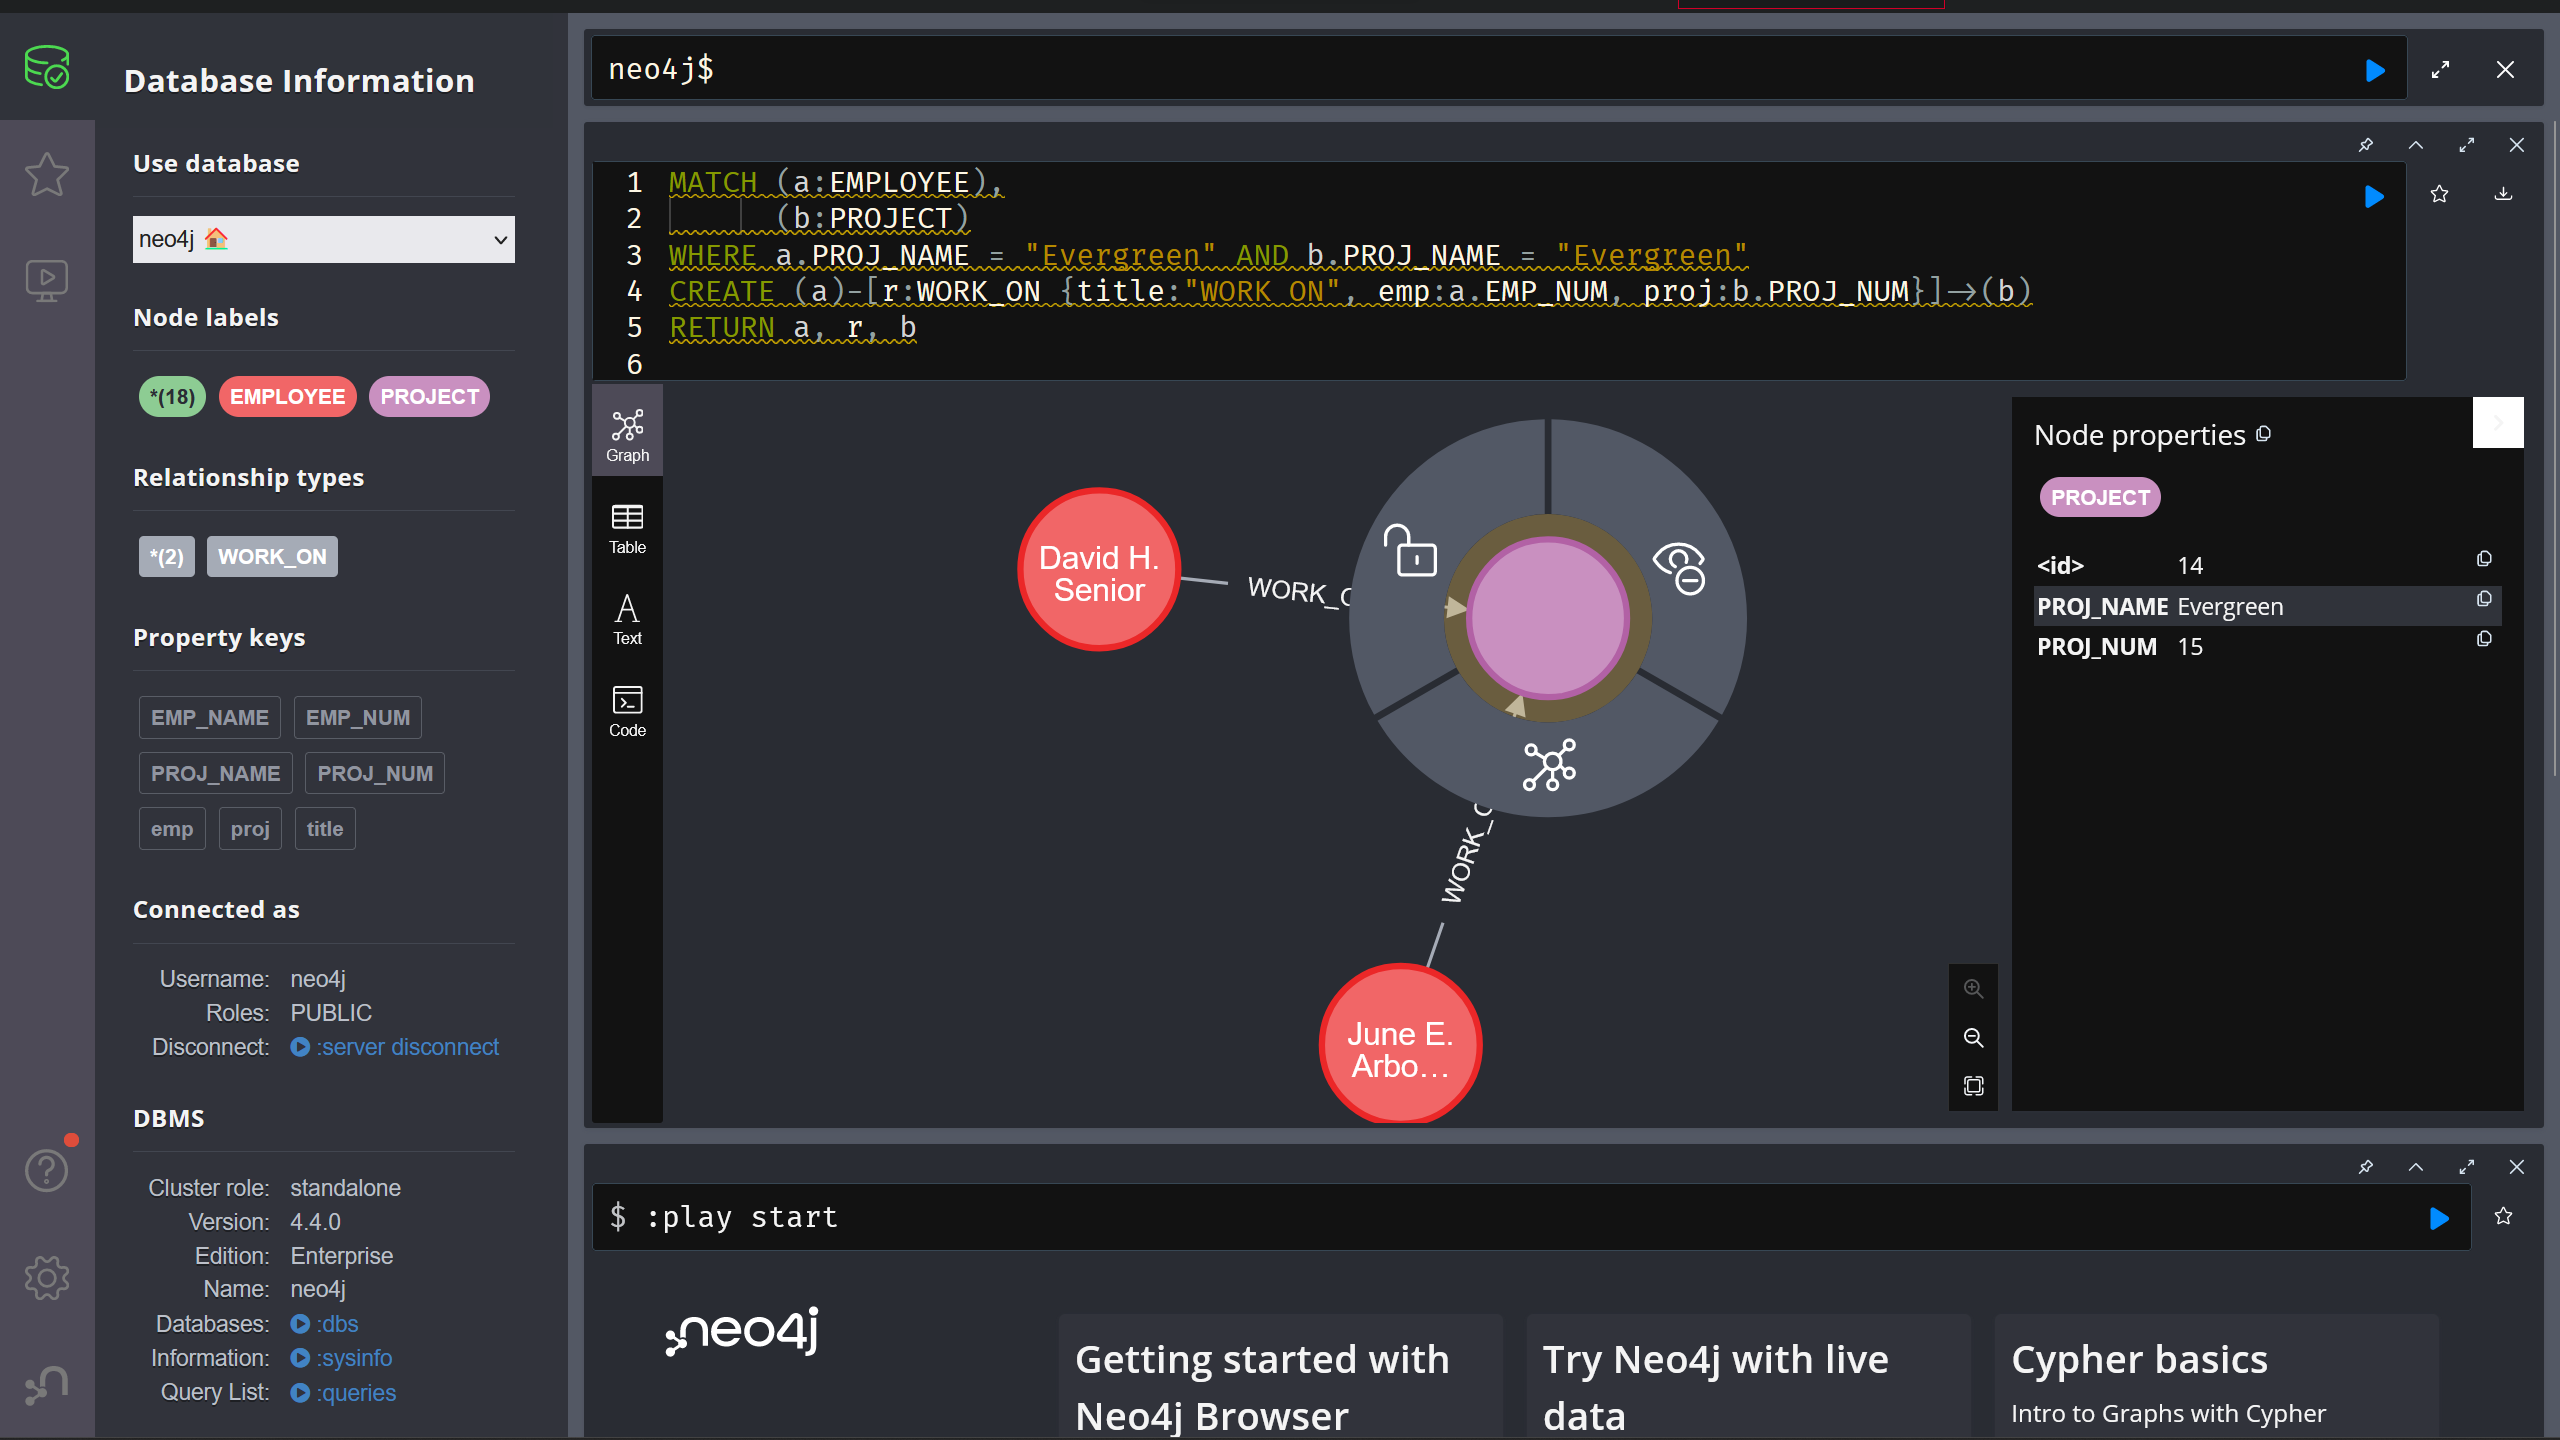 Database Information
Use database
neo4j
Node labels
*(18) EMPLOYEE PROJECT
Relationship types
*(2) WORK_ON
Property keys
EMP_NAME EMP_NUM
PROJ_NAME PROJ_NUM
emp proj title
Connected as
Username: neo4j
Roles: PUBLIC
Disconnect: :server disconnect
DBMS
Cluster role: standalone
Version: 4.4.0
Edition: Enterprise
Name: neo4j
Databases: :dbs
Information: :sysinfo
Query List: :queries
neo4j$
1 MATCH (a:EMPLOYEE),
2 (b:PROJECT)
3 WHERE a.PROJ_NAME = "Evergreen" AND b.PROJ_NAME = "Evergreen"
4 CREATE (a)-[r:WORK_ON {title:"WORK ON", emp:a.EMP_NUM, proj:b.PROJ_NUM}]->(b)
5 RETURN a, r, b
6
Graph
Table
Text
Code
David H.
Senior
WORK_O
WORK_O
June E.
Arbo…
Node properties
PROJECT
<id> 14
PROJ_NAME Evergreen
PROJ_NUM 15
$ :play start
neo4j
Getting started with
Neo4j Browser
Try Neo4j with live
data
Cypher basics
Intro to Graphs with Cypher